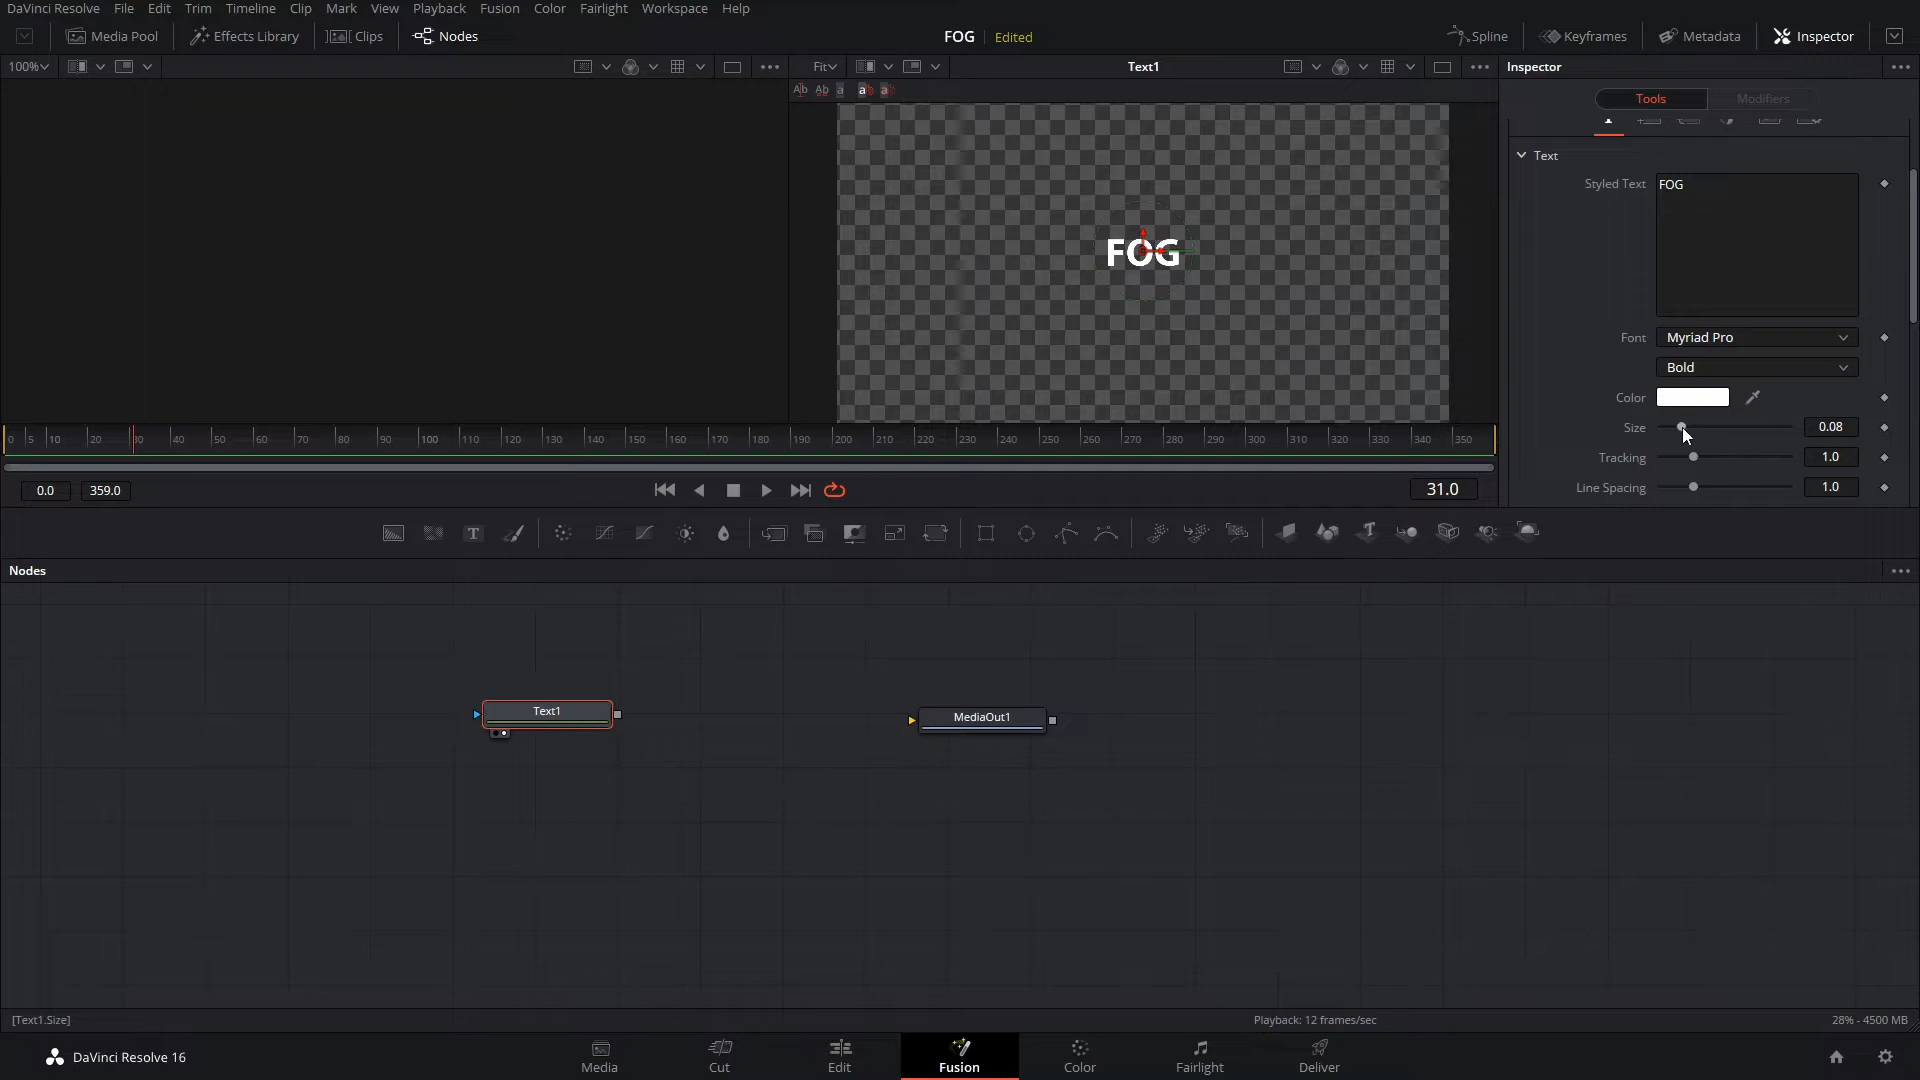 DaVinci Resolve File Edit Trim Timeline Clip Mark View Playback Fusion Color Fairlight Workspace Help
Media Pool Effects Library Clips Nodes FOG Edited Spline Keyframes Metadata Inspector
100% Fit Text1 Inspector
Tools Modifiers
Text
Styled Text FOG
FOG
Font Myriad Pro
Bold
Color
Size 0.08
0 5 10 20 30 40 50 60 70 80 90 100 110 120 130 140 150 160 170 180 190 200 210 220 230 240 250 260 270 280 290 300 310 320 330 340 350
Tracking 1.0
Line Spacing 1.0
0.0 359.0 31.0
Nodes
Text1
MediaOut1
[Text1.Size] Playback: 12 frames/sec 28% - 4500 MB
DaVinci Resolve 16 Media Cut Edit Fusion Color Fairlight Deliver